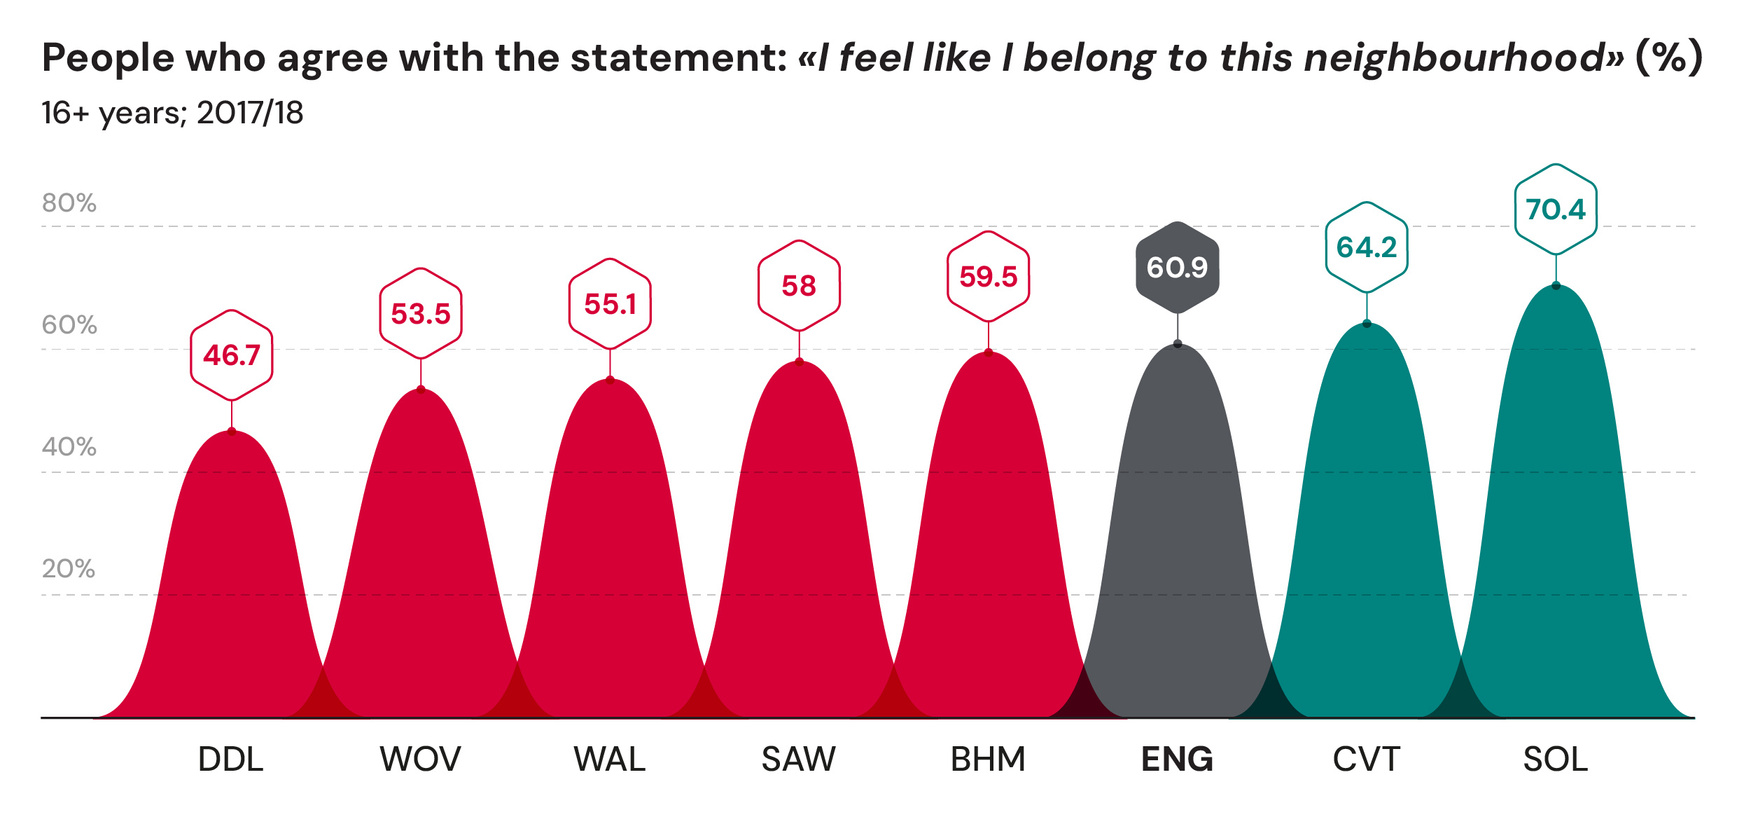 People who agree with the statement: «I feel like I belong to this neighbourhood» (%)
16+ years; 2017/18
80%
60%
40%
20%
46.7
53.5
55.1
58
59.5
60.9
64.2
70.4
DDL
WOV
WAL
SAW
BHM
ENG
CVT
SOL